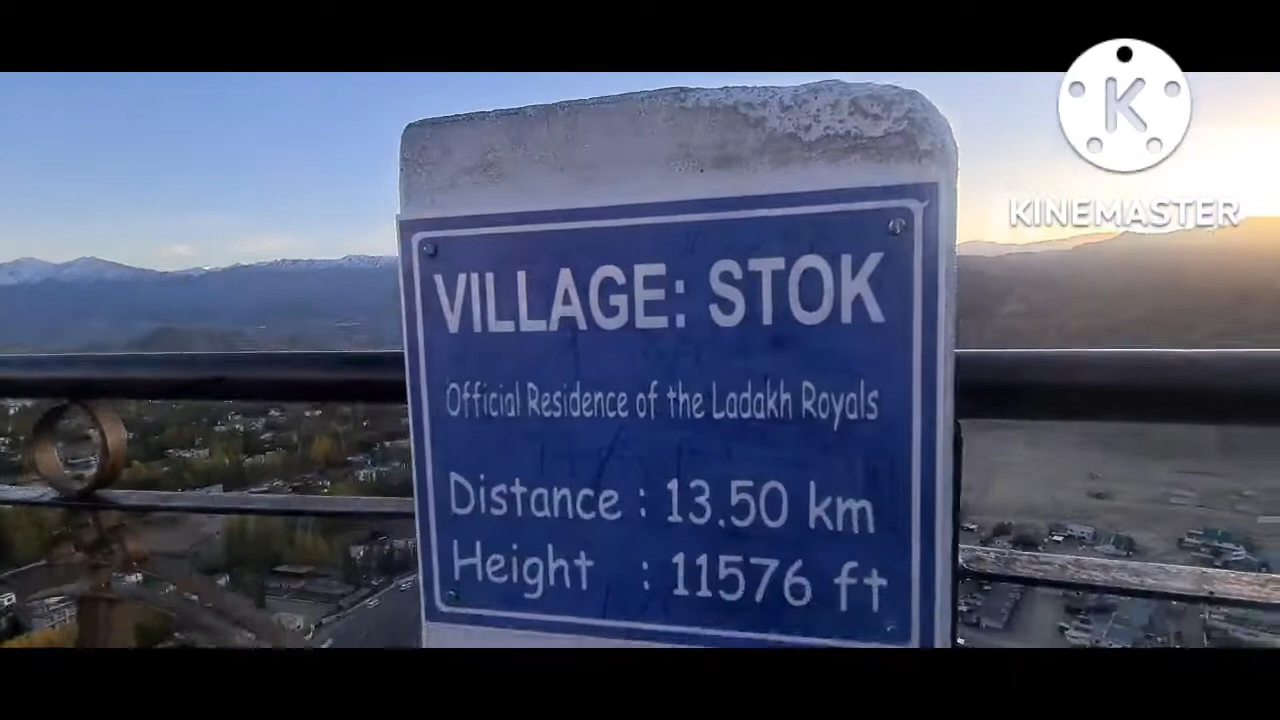 K
KINEMASTER
VILLAGE: STOK
Official Residence of the Ladakh Royals
Distance : 13.50 km
Height : 11576 ft